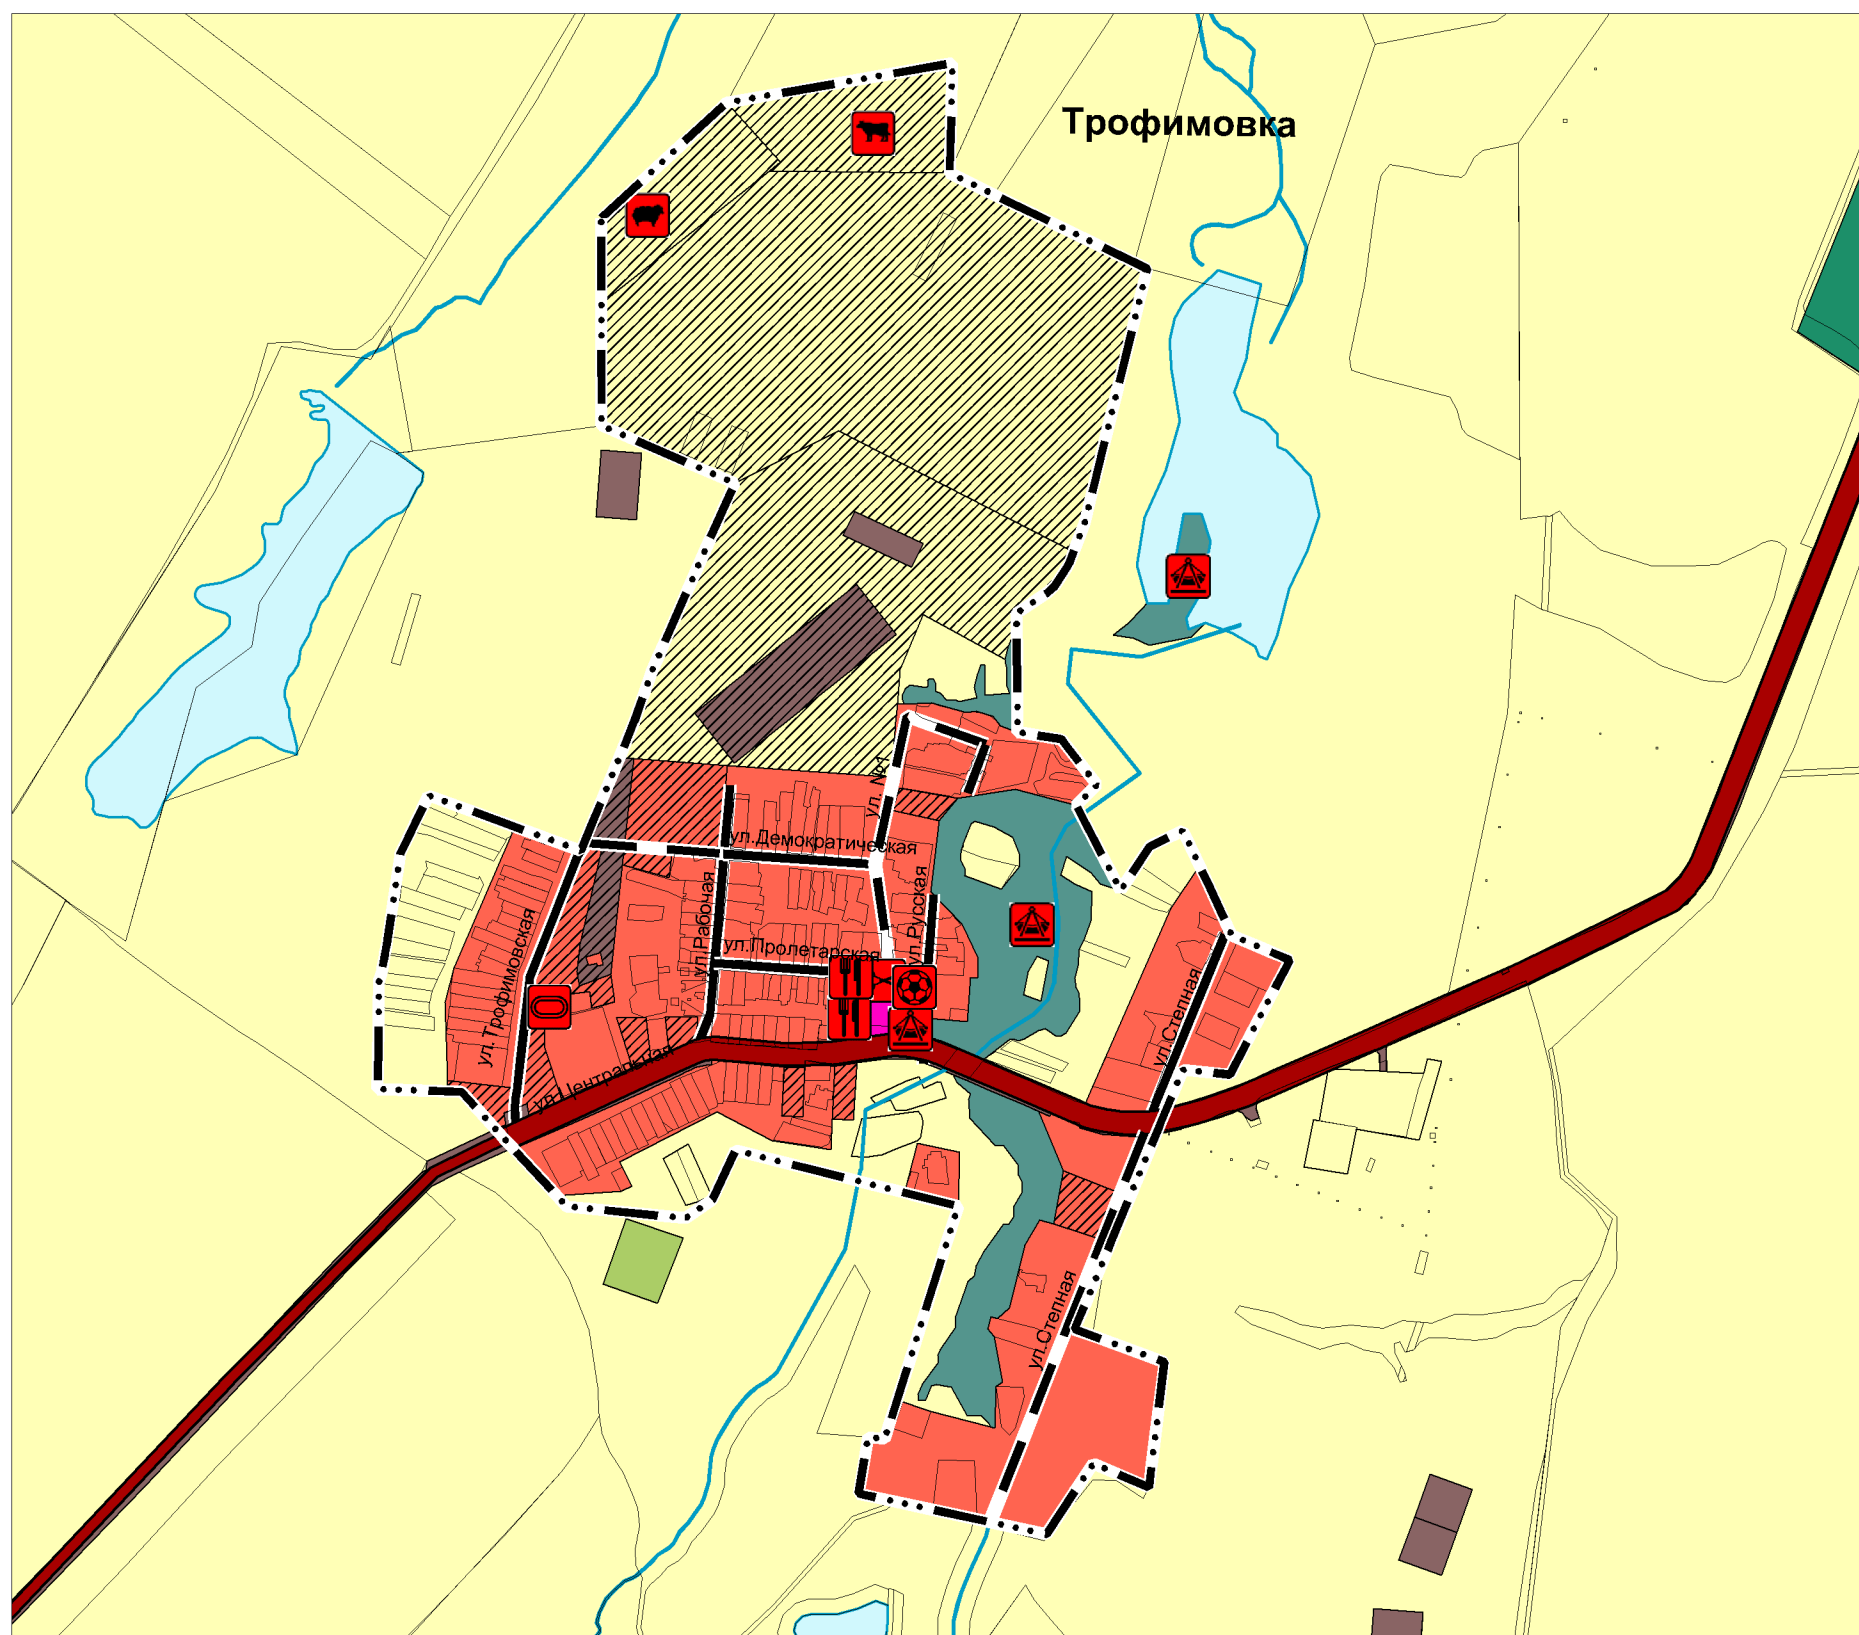 Трофимовка
ул. №1
ул.Демократическая
ул.Рабочая
ул.Русская
ул.Пролетарская
ул.Трофимовская
ул.Степная
ул.Центральная
ул.Степная